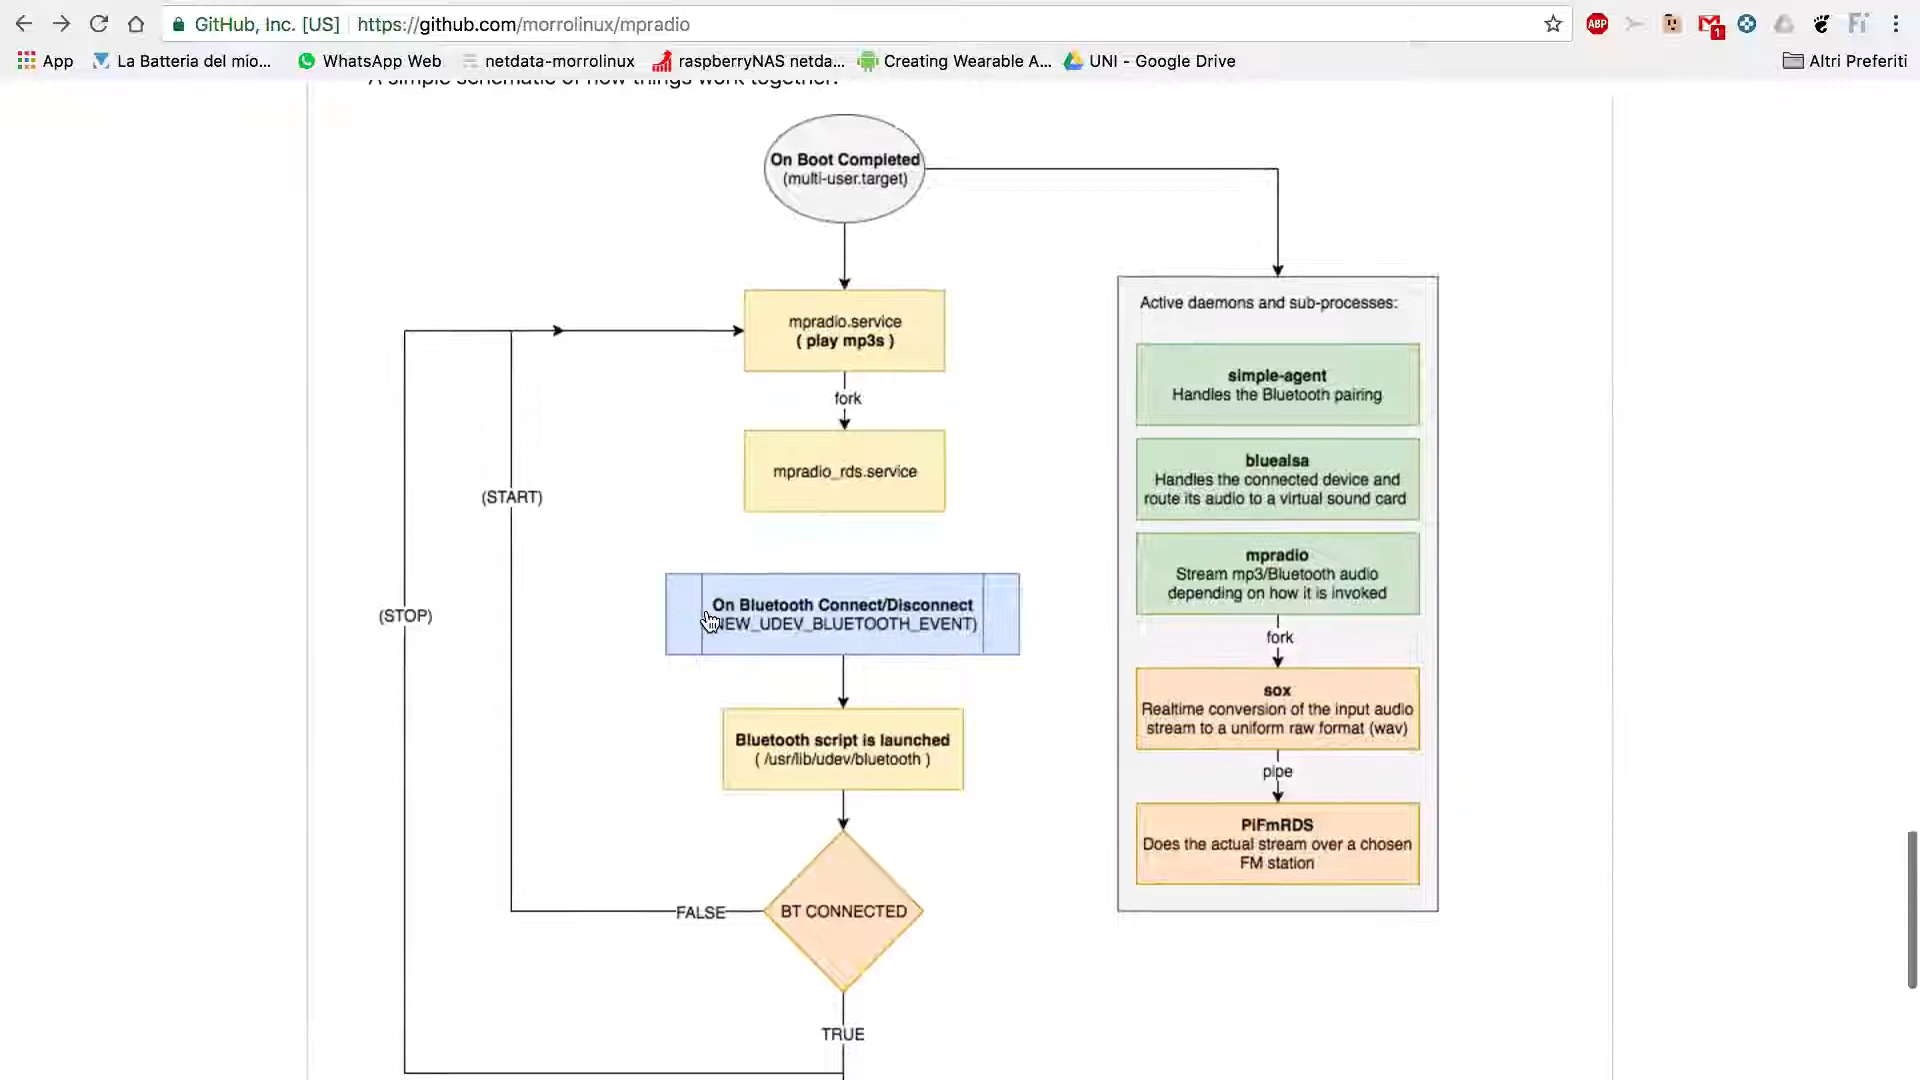 GitHub, Inc. [US]
https://github.com/morrolinux/mpradio
ABP
1
App
La Batteria del mio...
WhatsApp Web
netdata-morrolinux
raspberryNAS netda...
Creating Wearable A...
UNI - Google Drive
Altri Preferiti
A simple schematic of how things work together:
On Boot Completed
(multi-user.target)
mpradio.service
( play mp3s )
fork
mpradio_rds.service
(START)
(STOP)
On Bluetooth Connect/Disconnect
NEW_UDEV_BLUETOOTH_EVENT)
Bluetooth script is launched
( /usr/lib/udev/bluetooth )
BT CONNECTED
FALSE
TRUE
Active daemons and sub-processes:
simple-agent
Handles the Bluetooth pairing
bluealsa
Handles the connected device and
route its audio to a virtual sound card
mpradio
Stream mp3/Bluetooth audio
depending on how it is invoked
fork
sox
Realtime conversion of the input audio
stream to a uniform raw format (wav)
pipe
PiFmRDS
Does the actual stream over a chosen
FM station